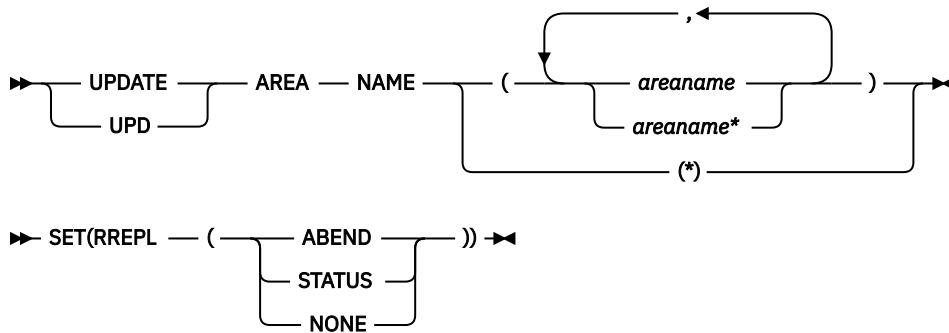 ,
UPDATE AREA NAME ( areaname )
UPD areaname*
(*)
SET(RREPL ( ABEND ))
STATUS
NONE